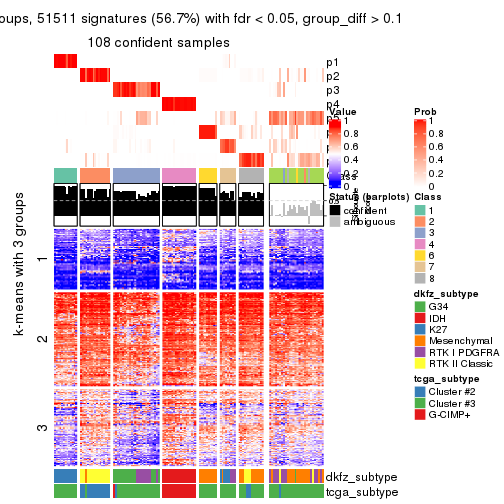 oups, 51511 signatures (56.7%) with fdr < 0.05, group_diff > 0.1
108 confident samples
p1
p2
p3
p4
Value
1
0.8
0.6
0.4
0.2
0
Prob
1
0.8
0.6
0.4
0.2
0
Status (barplots)
confident
ambiguous
Class
1
2
3
4
6
7
8
k-means with 3 groups
1
2
3
dkfz_subtype
G34
IDH
K27
Mesenchymal
RTK I PDGFRA
RTK II Classic
tcga_subtype
Cluster #2
Cluster #3
G-CIMP+
dkfz_subtype
tcga_subtype